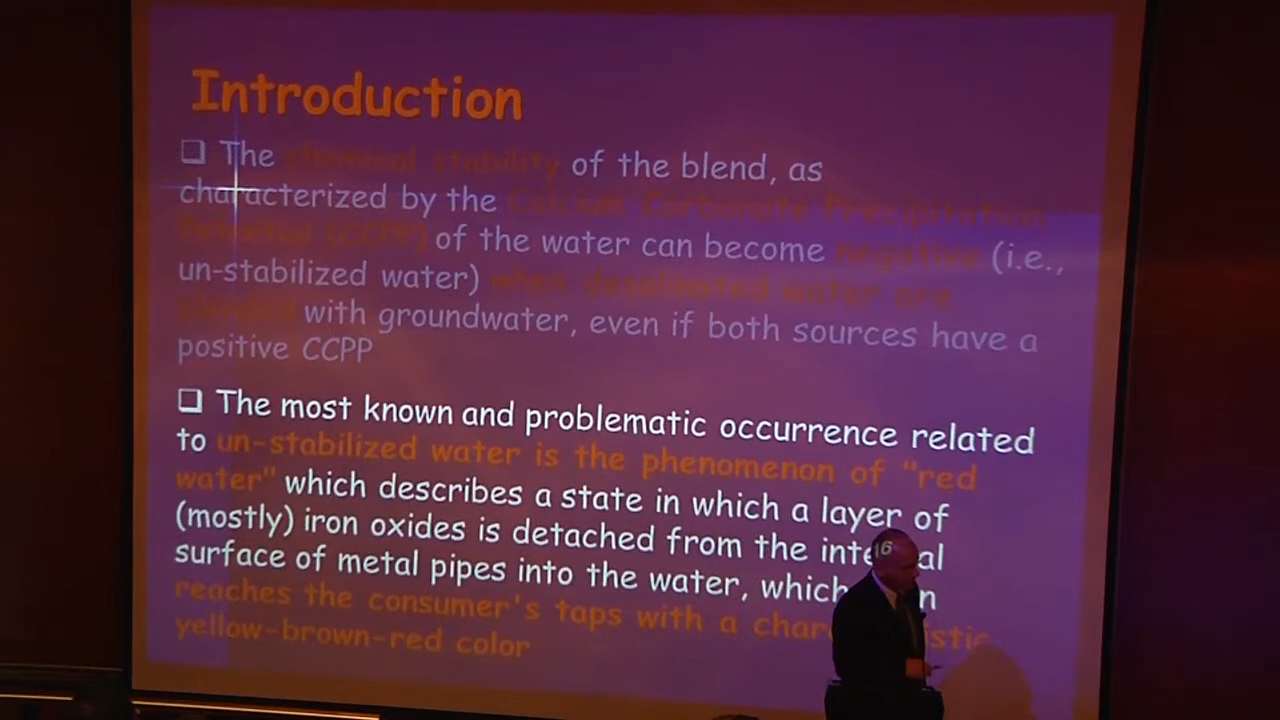 Introduction
❑ The chemical stability of the blend, as
characterized by the Calcium Carbonate Precipitation
Potential (CCPP) of the water can become negative (i.e.,
un-stabilized water) when desalinated water are
with groundwater, even if both sources have a
positive CCPP
❑ The most known and problematic occurrence related
to un-stabilized water is the phenomenon of "red
water" which describes a state in which a layer of
(mostly) iron oxides is detached from the internal
surface of metal pipes into the water, which
reaches the consumer's taps with a characteristic
yellow-brown-red color
16